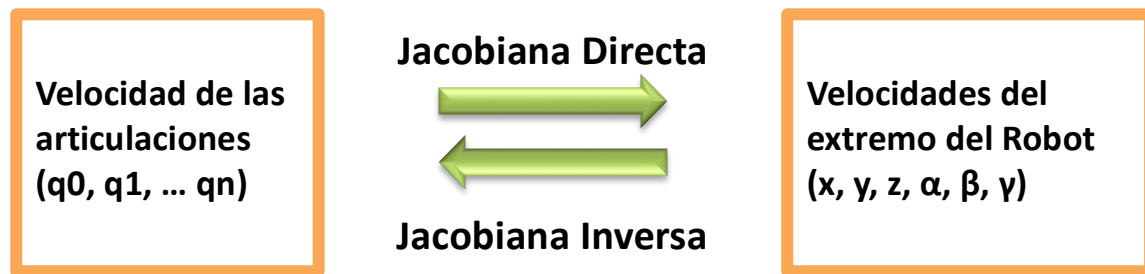 Velocidad de las
articulaciones
(q0, q1, … qn)
Jacobiana Directa
Jacobiana Inversa
Velocidades del
extremo del Robot
(x, y, z, α, β, γ)